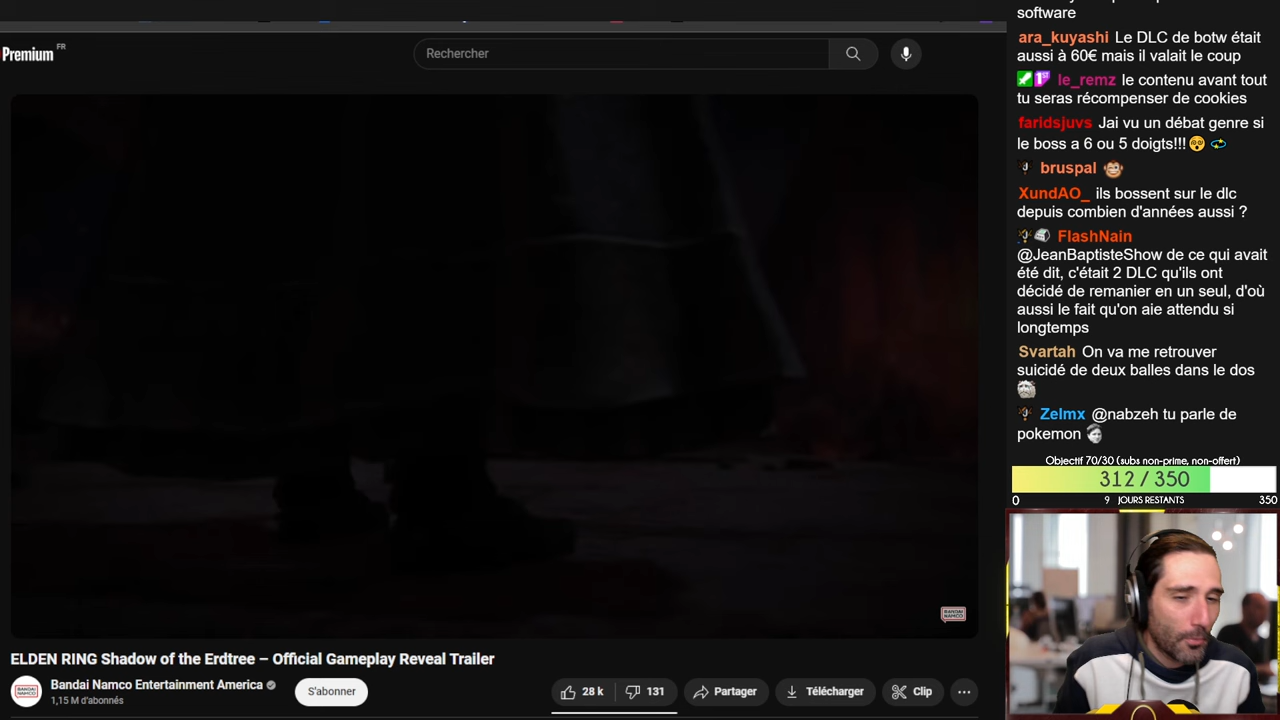 Premium FR
Rechercher
BANDAI
NAMCO
ELDEN RING Shadow of the Erdtree – Official Gameplay Reveal Trailer
Bandai Namco Entertainment America
1,15 M d'abonnés
S'abonner
28 k
131
Partager
Télécharger
Clip
software
ara_kuyashi Le DLC de botw était
aussi à 60€ mais il valait le coup
le_remz le contenu avant tout
tu seras récompenser de cookies
faridsjuvs Jai vu un débat genre si
le boss a 6 ou 5 doigts!!!
bruspal
XundAO_ ils bossent sur le dlc
depuis combien d'années aussi ?
FlashNain
@JeanBaptisteShow de ce qui avait
été dit, c'était 2 DLC qu'ils ont
décidé de remanier en un seul, d'où
aussi le fait qu'on aie attendu si
longtemps
Svartah On va me retrouver
suicidé de deux balles dans le dos
Zelmx @nabzeh tu parle de
pokemon
Objectif 70/30 (subs non-prime, non-offert)
312 / 350
0 9 JOURS RESTANTS 350